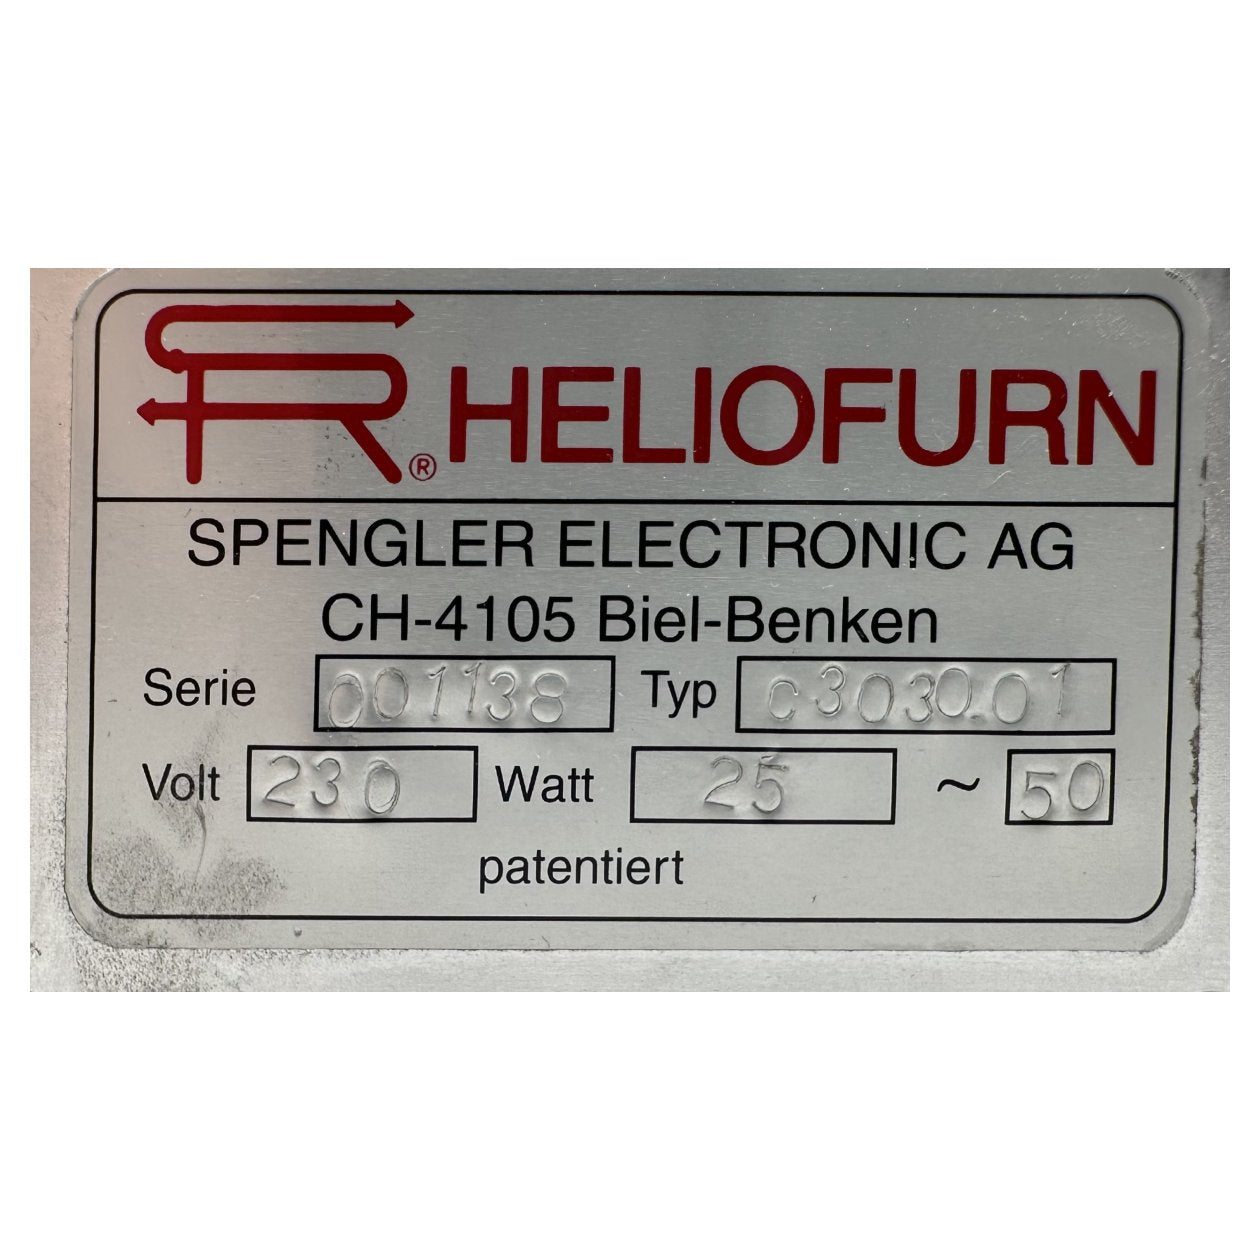 ® HELIOFURN
SPENGLER ELECTRONIC AG
CH-4105 Biel-Benken
Serie 001138 Typ C3030.01
Volt 230 Watt 25 ~ 50
patentiert